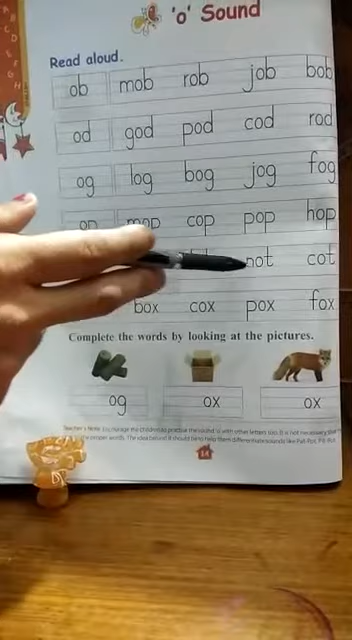 'o' Sound
Read aloud.
ob mob rob job bob
od god pod cod rod
og log bog jog fog
op mop cop pop hop
not cot
box cox pox fox
Complete the words by looking at the pictures.
og ox ox
14